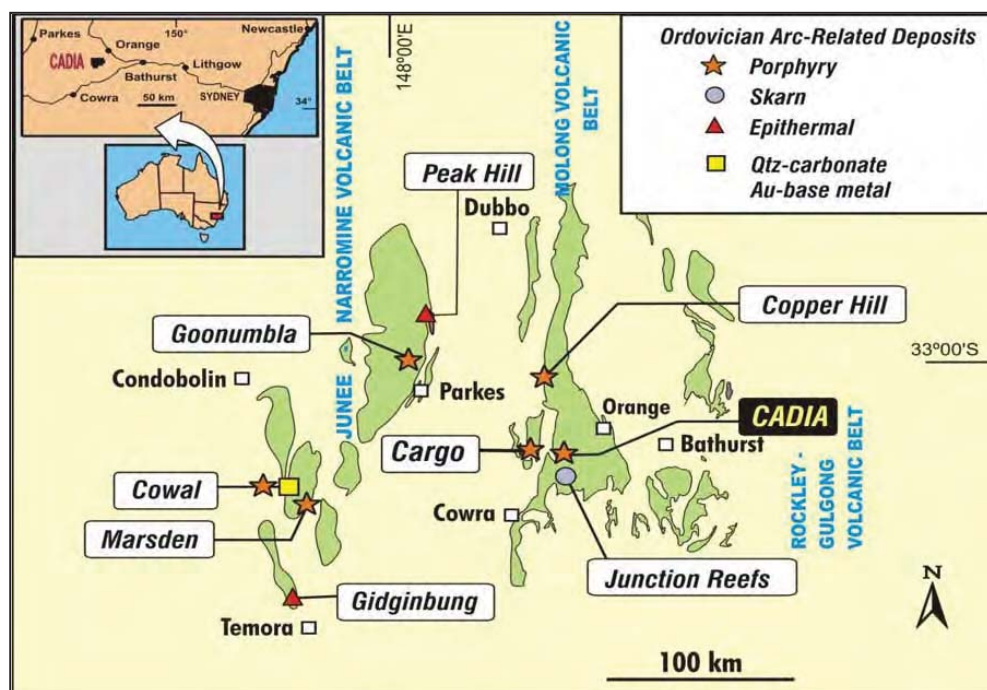 Parkes
Orange
150°
Newcastle
CADIA
Lithgow
Bathurst
Cowra
50 km
SYDNEY
34°
148°00'E
JUNEE NARROMINE VOLCANIC BELT
MOLONG VOLCANIC
BELT
Ordovician Arc-Related Deposits
Porphyry
Skarn
Epithermal
Qtz-carbonate
Au-base metal
Peak Hill
Dubbo
Goonumbla
Copper Hill
33°00'S
Condobolin
Parkes
Orange
CADIA
Cargo
Bathurst
Cowal
Cowra
Marsden
ROCKLEY -
GULGONG
VOLCANIC BELT
Junction Reefs
Gidginbung
Temora
N
100 km